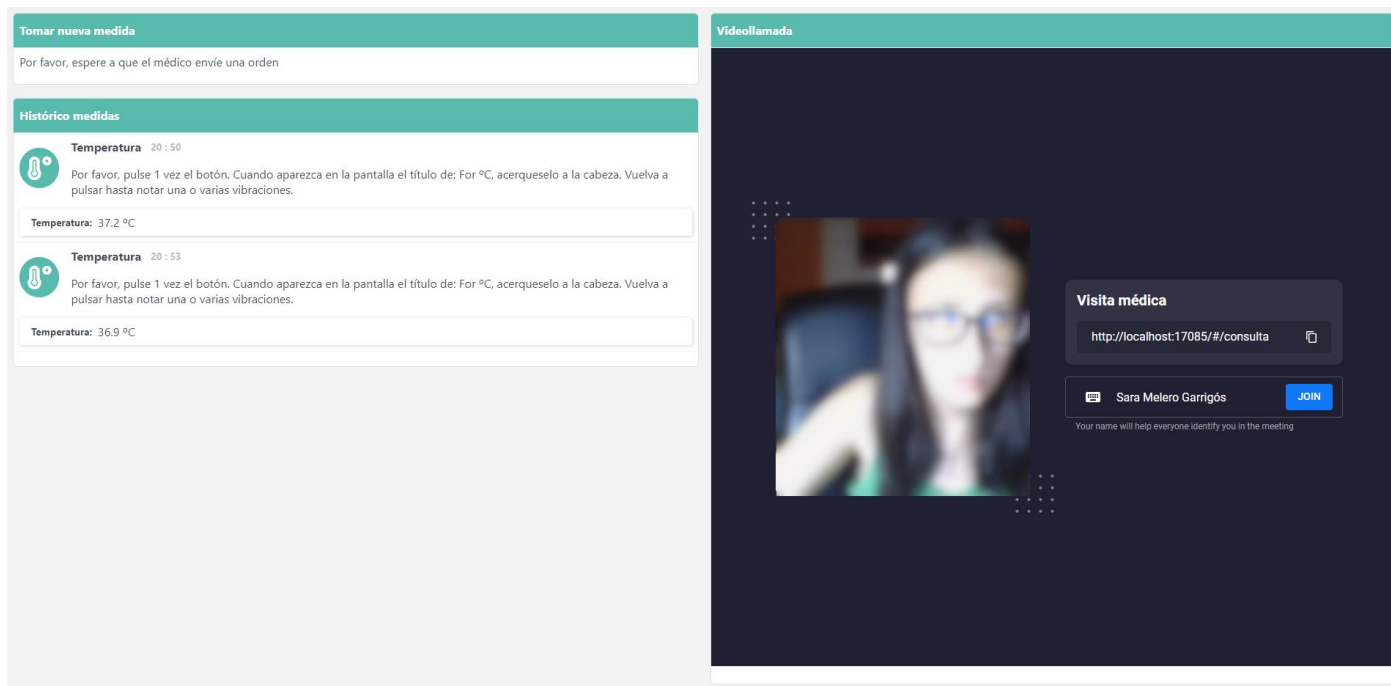 Tomar nueva medida
Por favor, espere a que el médico envíe una orden
Histórico medidas
Temperatura 20 : 50
Por favor, pulse 1 vez el botón. Cuando aparezca en la pantalla el título de: For ºC, acerqueselo a la cabeza. Vuelva a
pulsar hasta notar una o varias vibraciones.
Temperatura: 37.2 ºC
Temperatura 20 : 53
Por favor, pulse 1 vez el botón. Cuando aparezca en la pantalla el título de: For ºC, acerqueselo a la cabeza. Vuelva a
pulsar hasta notar una o varias vibraciones.
Temperatura: 36.9 ºC
Videollamada
Visita médica
http://localhost:17085/#/consulta
Sara Melero Garrigós JOIN
Your name will help everyone identify you in the meeting